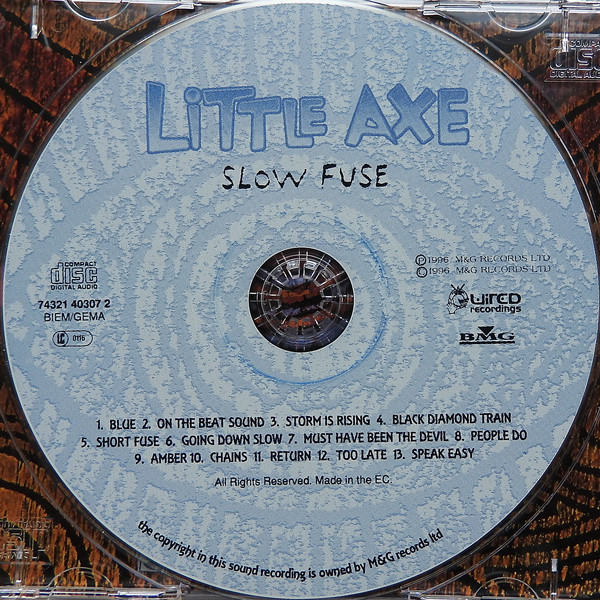 LiTTLE AXE
SLOW FUSE
COMPACT
disc
DIGITAL AUDIO
74321 40307 2
BIEM/GEMA
LC 0116
℗1996 M&G RECORDS LTD
©1996 M&G RECORDS LTD
WiRED
recordings
BMG
1. BLUE 2. ON THE BEAT SOUND 3. STORM IS RISING 4. BLACK DIAMOND TRAIN
5. SHORT FUSE 6. GOING DOWN SLOW 7. MUST HAVE BEEN THE DEVIL 8. PEOPLE DO
9. AMBER 10. CHAINS 11. RETURN 12. TOO LATE 13. SPEAK EASY
All Rights Reserved. Made in the EC.
the copyright in this sound recording is owned by M&G records ltd
COMPACT
disc
DIGITAL AUDIO